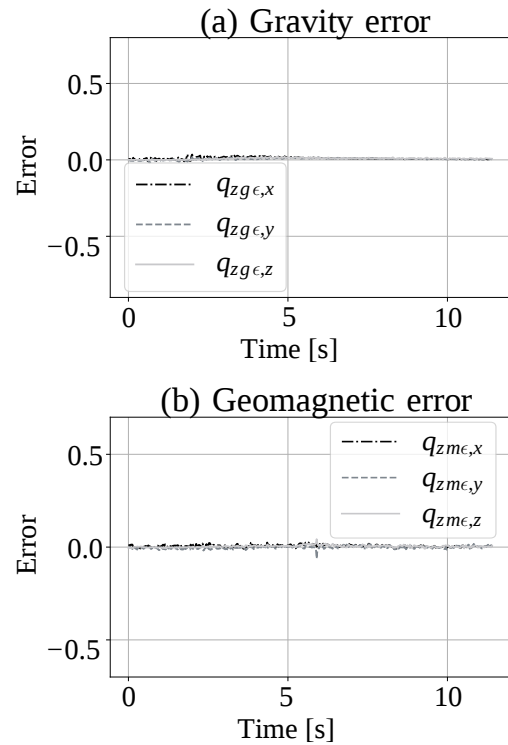 (a) Gravity error
0.5
0.0
−0.5
Error
q_{zgϵ,x}
q_{zgϵ,y}
q_{zgϵ,z}
0 5 10
Time [s]
(b) Geomagnetic error
0.5
0.0
−0.5
Error
q_{zmϵ,x}
q_{zmϵ,y}
q_{zmϵ,z}
0 5 10
Time [s]